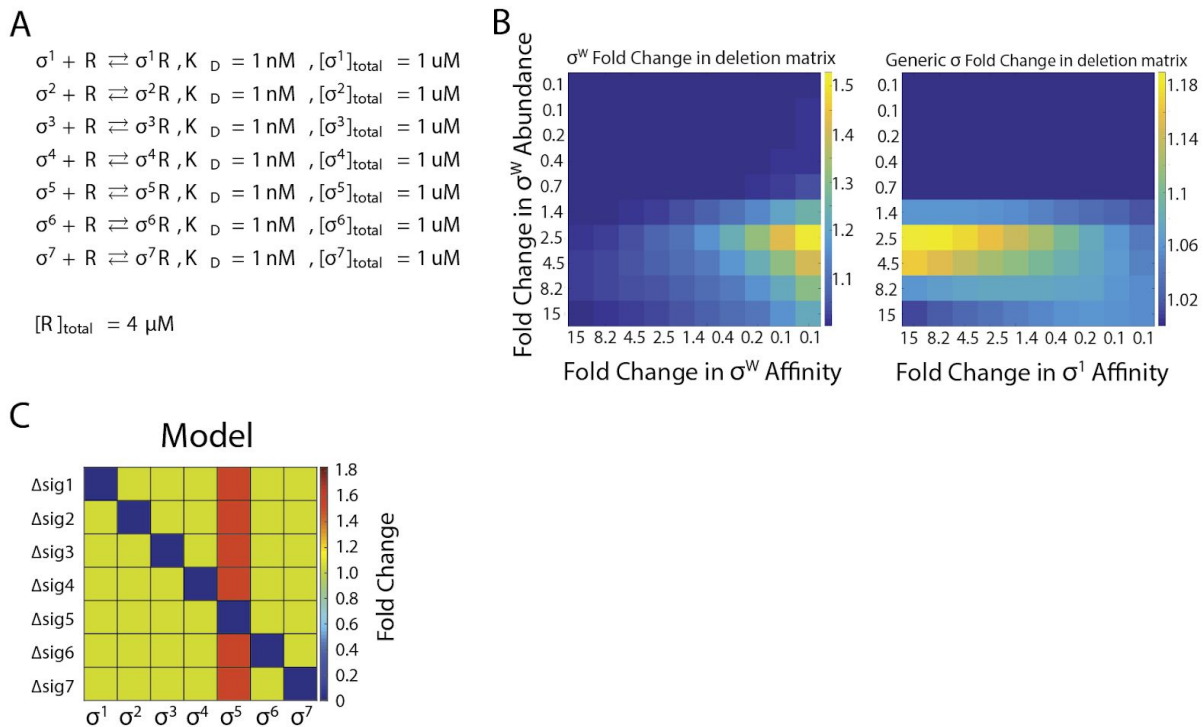 A
σ¹ + R ⇄ σ¹R , K D = 1 nM , [σ¹]total = 1 uM
σ² + R ⇄ σ²R , K D = 1 nM , [σ²]total = 1 uM
σ³ + R ⇄ σ³R , K D = 1 nM , [σ³]total = 1 uM
σ⁴ + R ⇄ σ⁴R , K D = 1 nM , [σ⁴]total = 1 uM
σ⁵ + R ⇄ σ⁵R , K D = 1 nM , [σ⁵]total = 1 uM
σ⁶ + R ⇄ σ⁶R , K D = 1 nM , [σ⁶]total = 1 uM
σ⁷ + R ⇄ σ⁷R , K D = 1 nM , [σ⁷]total = 1 uM
[R]total = 4 μM
B
σᵂ Fold Change in deletion matrix
Fold Change in σᵂ Abundance
0.1
0.1
0.2
0.4
0.7
1.4
2.5
4.5
8.2
15
15 8.2 4.5 2.5 1.4 0.4 0.2 0.1 0.1
Fold Change in σᵂ Affinity
1.5
1.4
1.3
1.2
1.1
Generic σ Fold Change in deletion matrix
0.1
0.1
0.2
0.4
0.7
1.4
2.5
4.5
8.2
15
15 8.2 4.5 2.5 1.4 0.4 0.2 0.1 0.1
Fold Change in σ¹ Affinity
1.18
1.14
1.10
1.06
1.02
C
Model
Δsig1
Δsig2
Δsig3
Δsig4
Δsig5
Δsig6
Δsig7
σ¹ σ² σ³ σ⁴ σ⁵ σ⁶ σ⁷
1.8
1.6
1.4
1.2
1.0
0.8
0.6
0.4
0.2
0
Fold Change